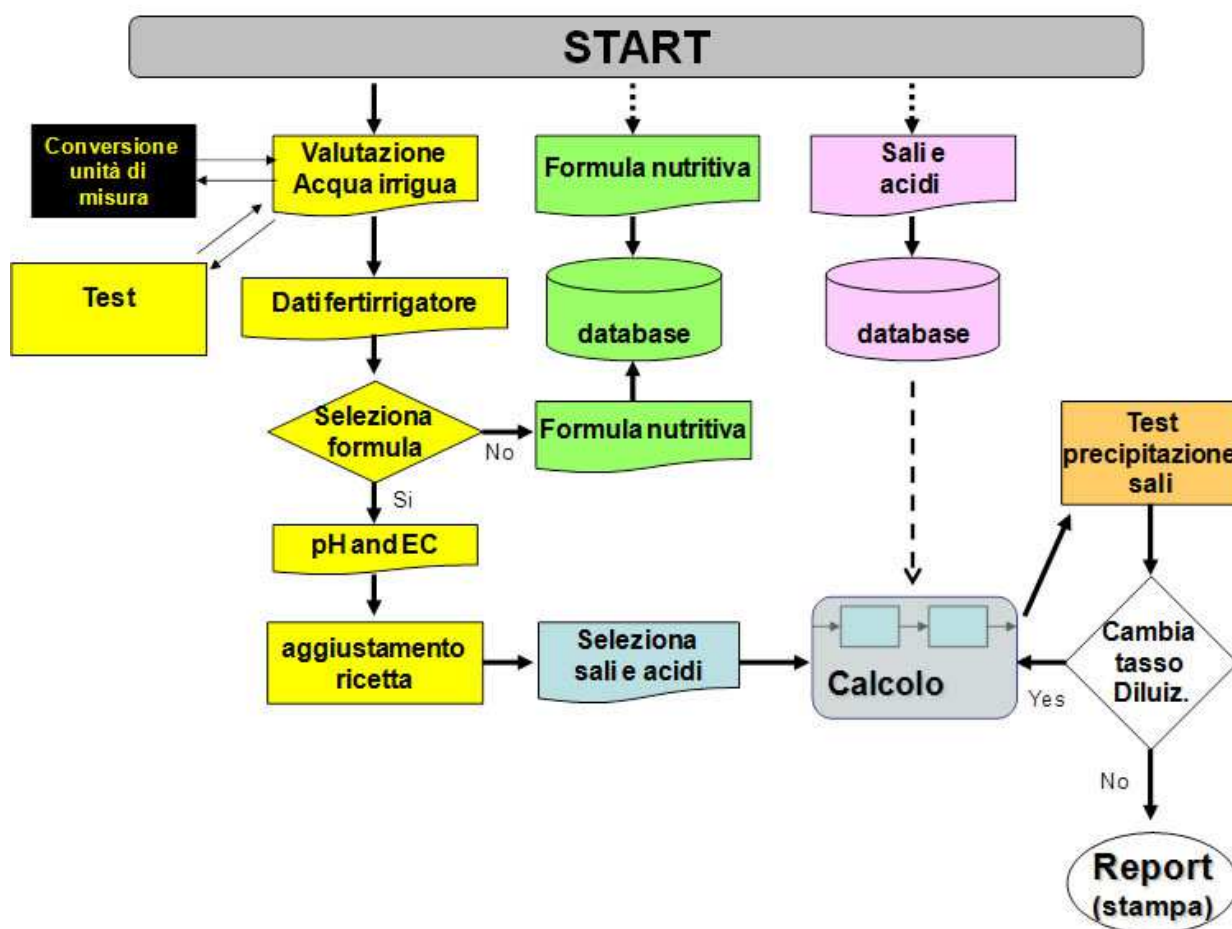 START
Conversione
unità di
misura
Valutazione
Acqua irrigua
Formula nutritiva
Sali e
acidi
Test
Dati fertirrigatore
database
database
Seleziona
formula
No
Formula nutritiva
Si
Test
precipitazione
sali
pH and EC
aggiustamento
ricetta
Seleziona
sali e acidi
Calcolo
Cambia
tasso
Diluiz.
Yes
No
Report
(stampa)